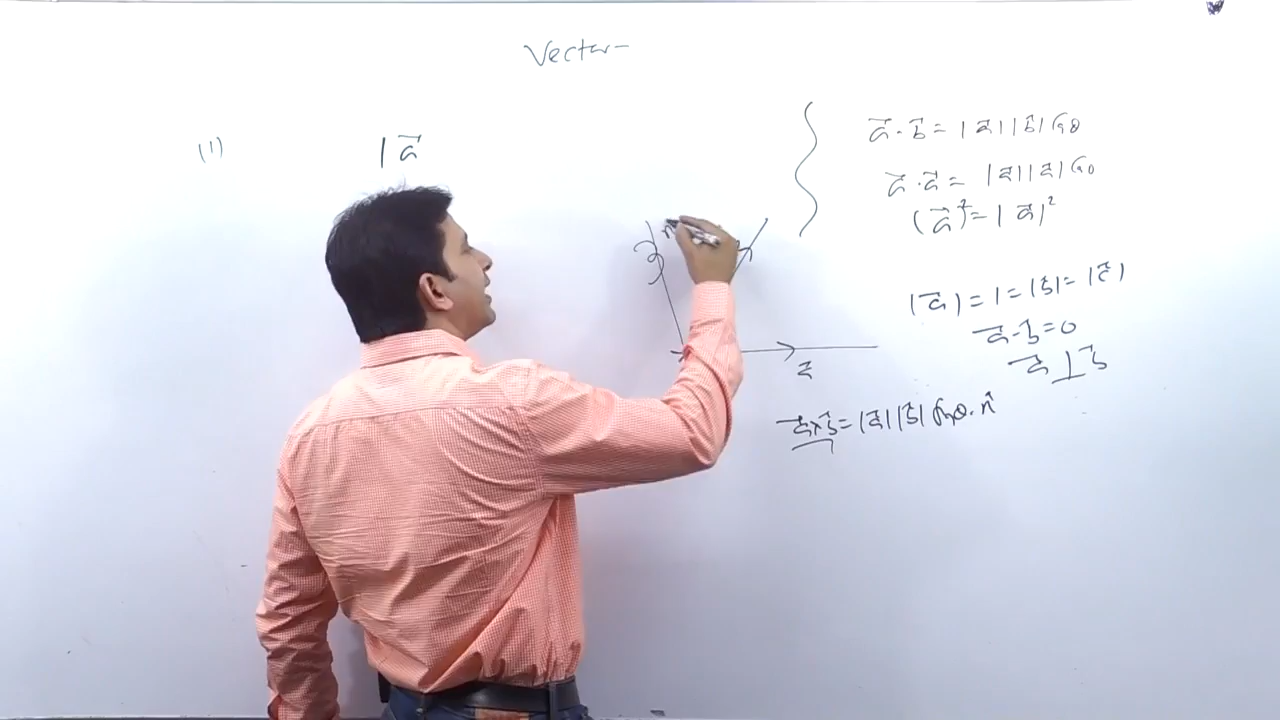 Vector
(1) |a⃗
a⃗ · b⃗ = |a⃗| |b⃗| cos θ
a⃗ · a⃗ = |a⃗| |a⃗| cos 0
(a⃗)² = |a⃗|²
|a⃗| = 1 = |b⃗| = |c⃗|
a⃗ · b⃗ = 0
a⃗ ⊥ b⃗
n
a⃗
a⃗ × b⃗ = |a⃗| |b⃗| sin θ · n̂